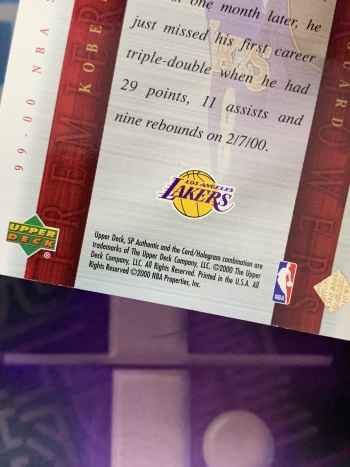 one month later, he
just missed his first career
triple-double when he had
29 points, 11 assists and
nine rebounds on 2/7/00.
99-00 NBA
KOBE
PREMIER
POWERS
GUARD
LOS ANGELES
LAKERS
UPPER
DECK
®
Upper Deck, SP Authentic and the Card/Hologram combination are
trademarks of The Upper Deck Company, LLC. ©2000 The Upper
Deck Company, LLC. All Rights Reserved. Printed in the U.S.A. All
Rights Reserved ©2000 NBA Properties, Inc.
NBA